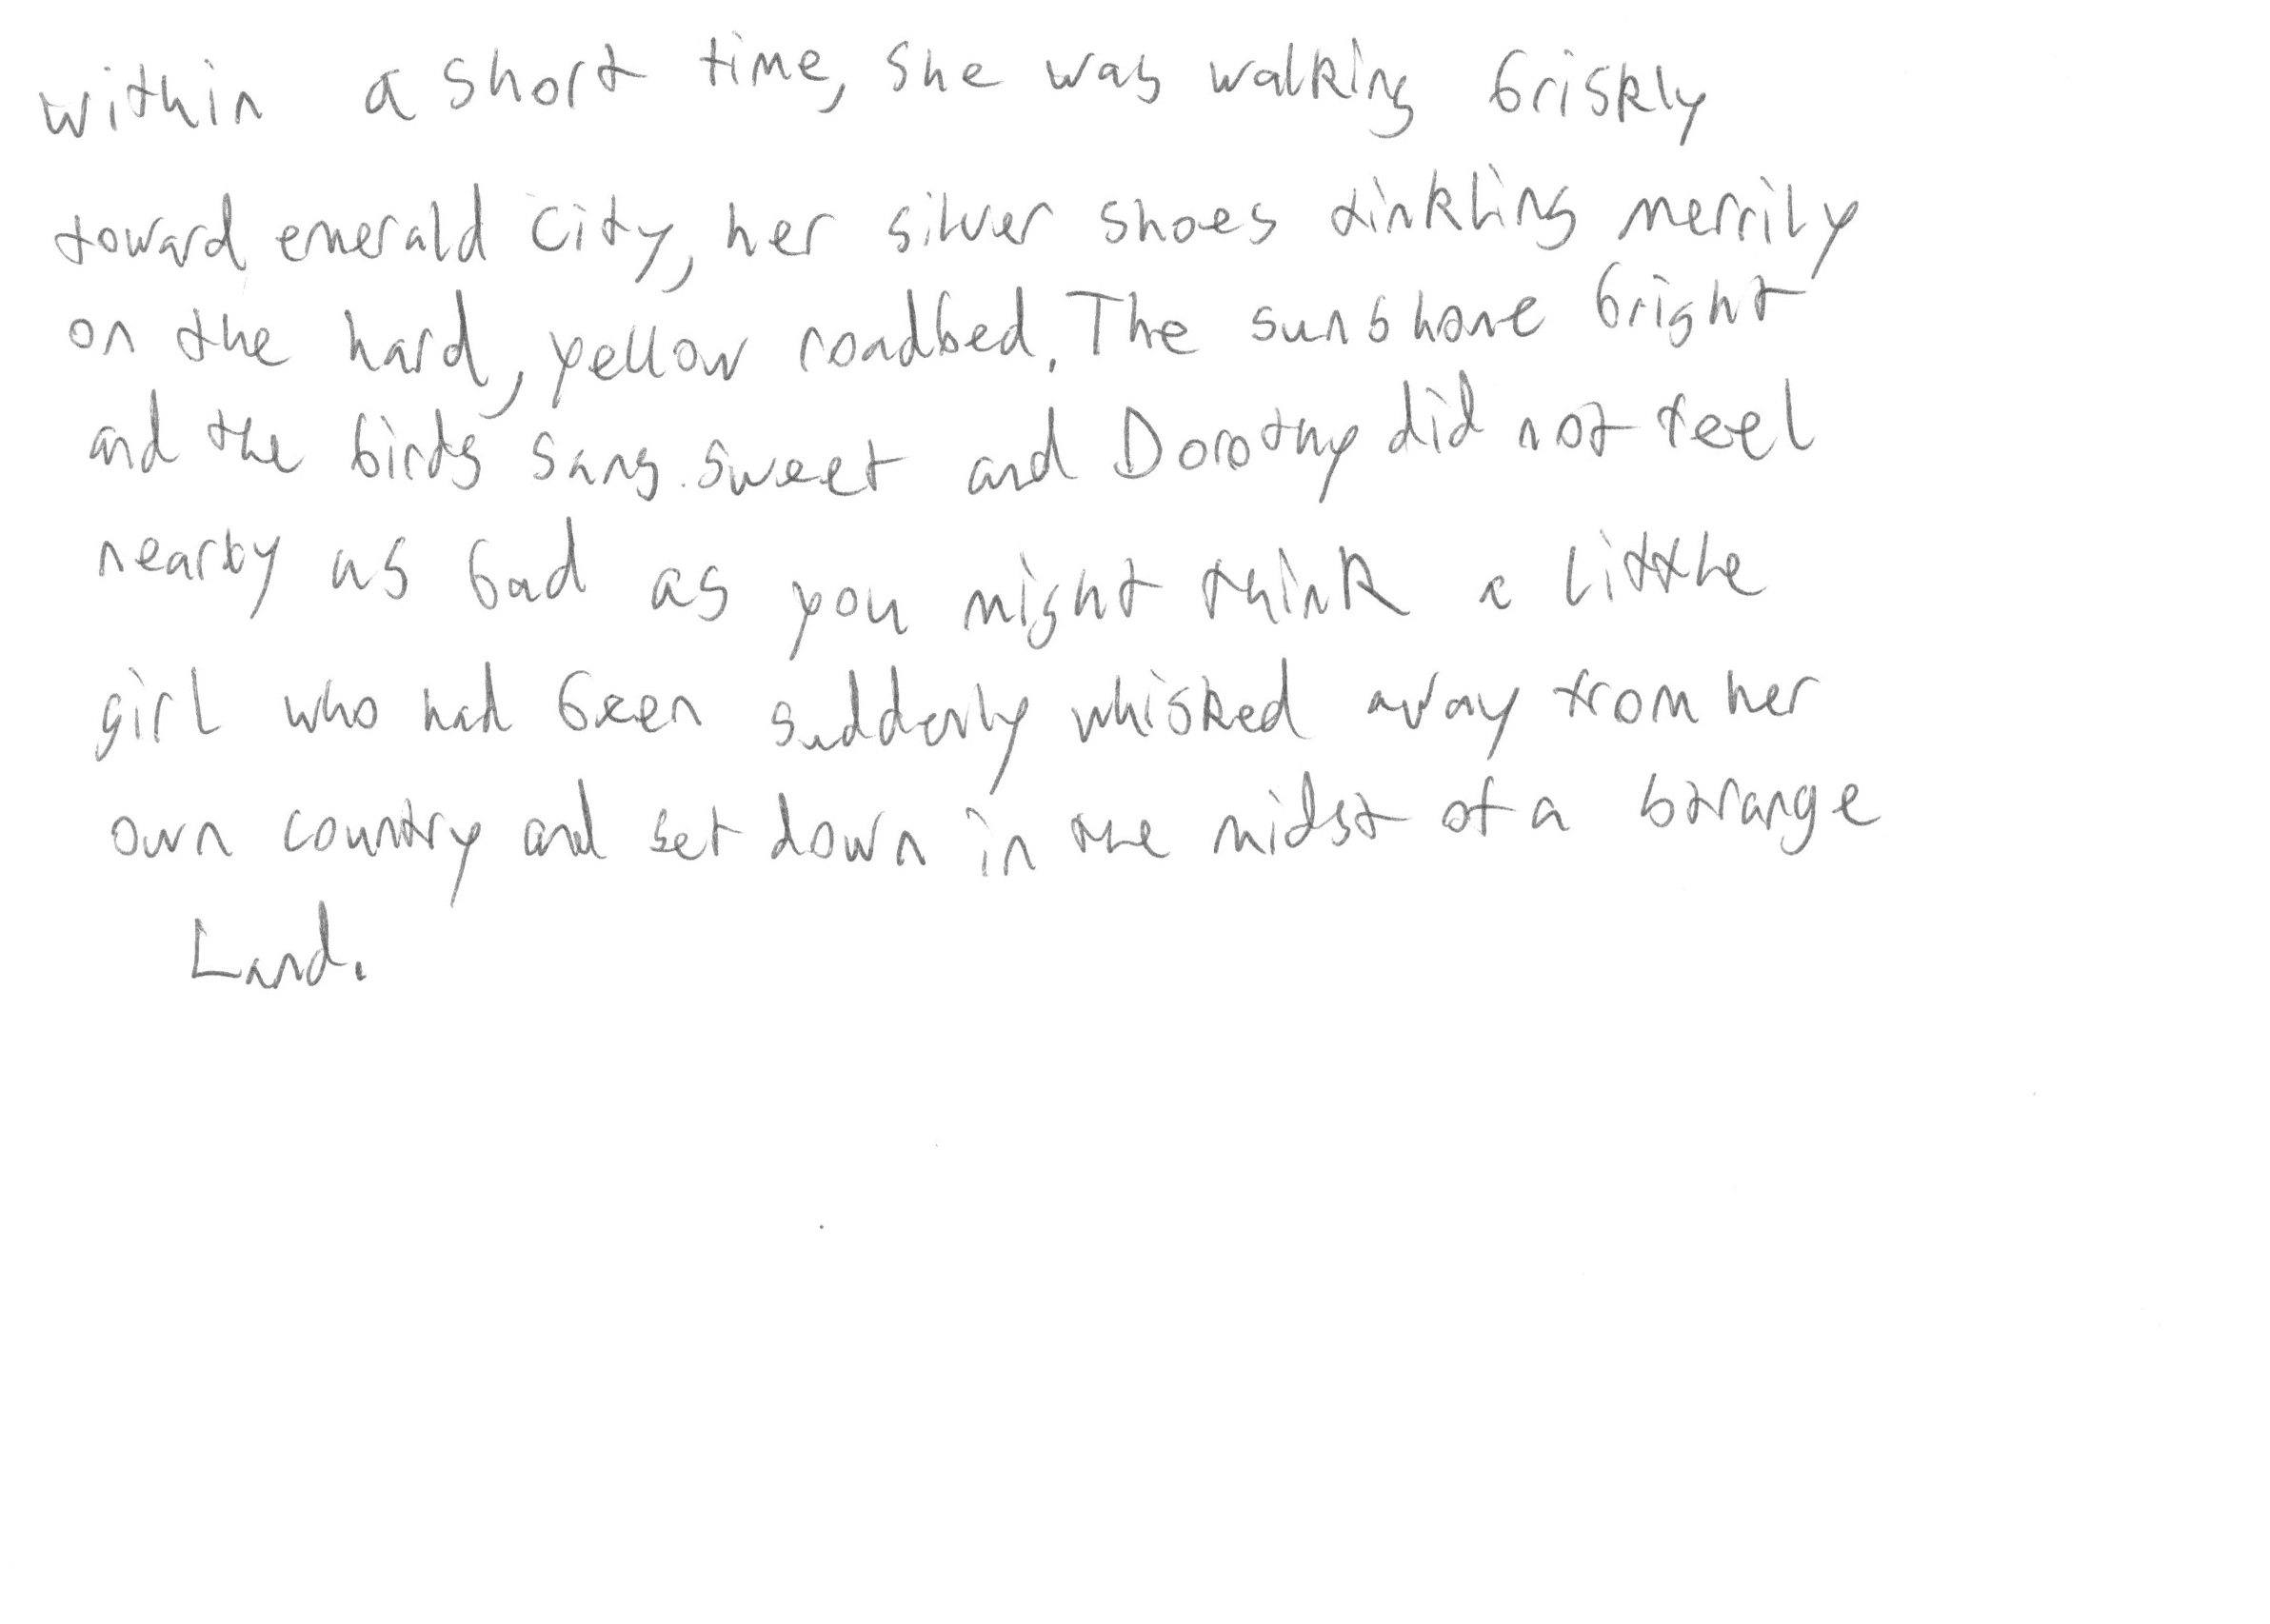 within a short time, she was walking briskly
toward emerald city, her silver shoes tinkling merrily
on the hard, yellow roadbed. The sun shone bright
and the birds sang sweet and Dorothy did not feel
nearby as bad as you might think a little
girl who had been suddenly whisked away from her
own country and set down in the midst of a strange
Land.